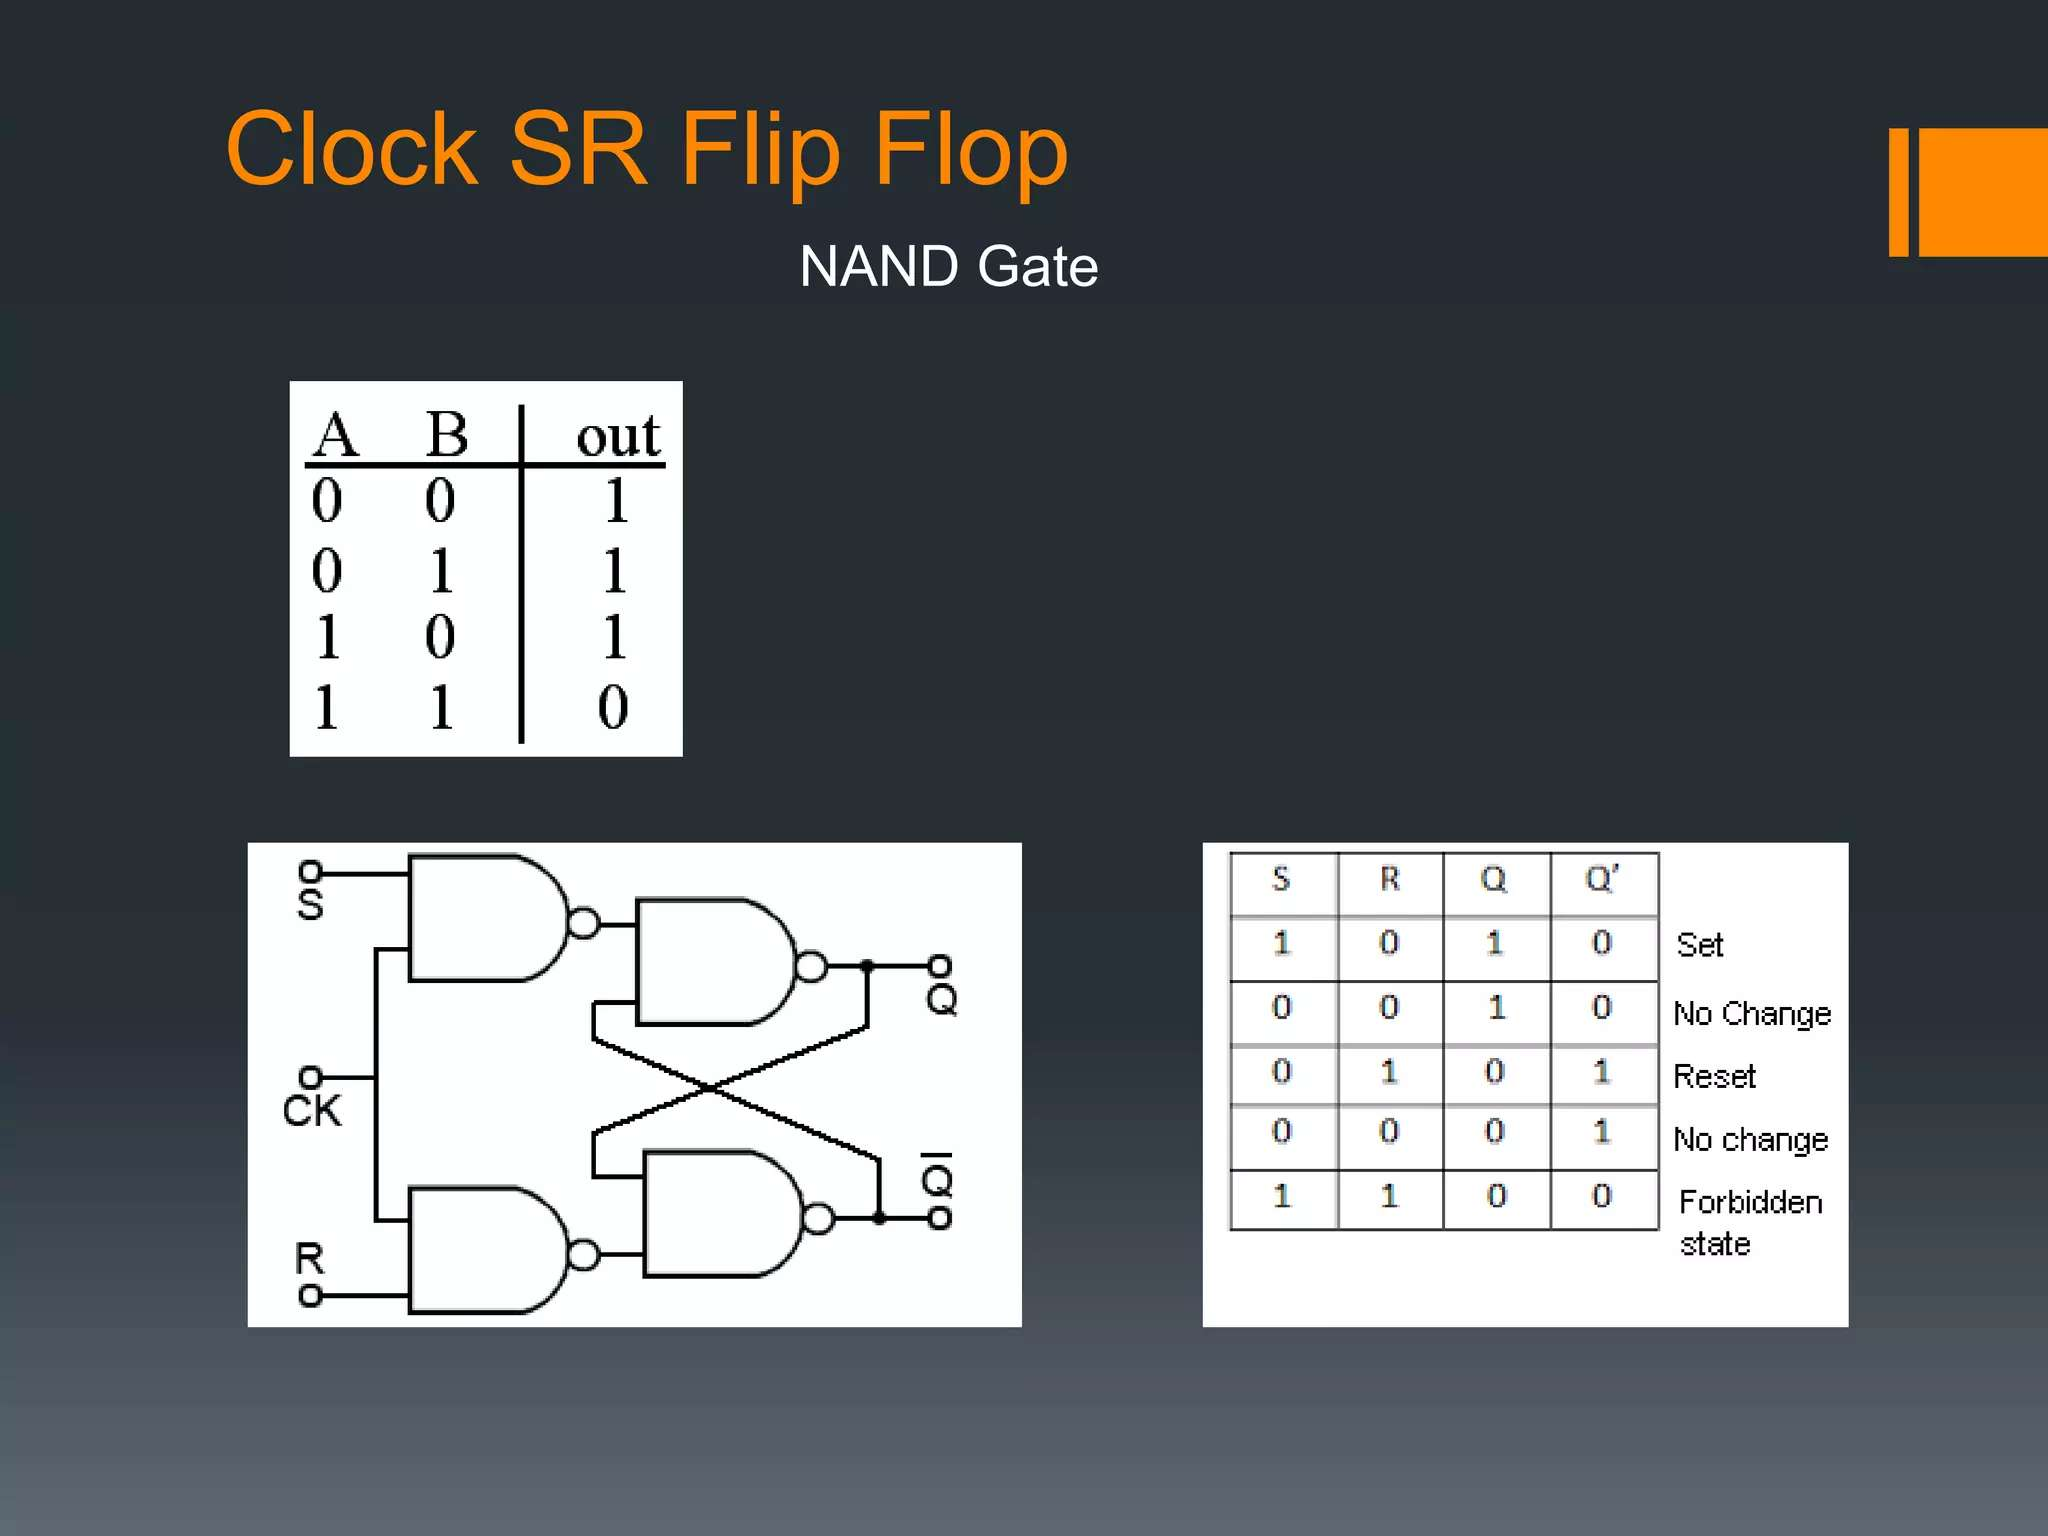 Clock SR Flip Flop
NAND Gate
A B out
0 0 1
0 1 1
1 0 1
1 1 0
S
CK
R
Q
Q̅
S R Q Q’
1 0 1 0 Set
0 0 1 0 No Change
0 1 0 1 Reset
0 0 0 1 No change
1 1 0 0 Forbidden
state